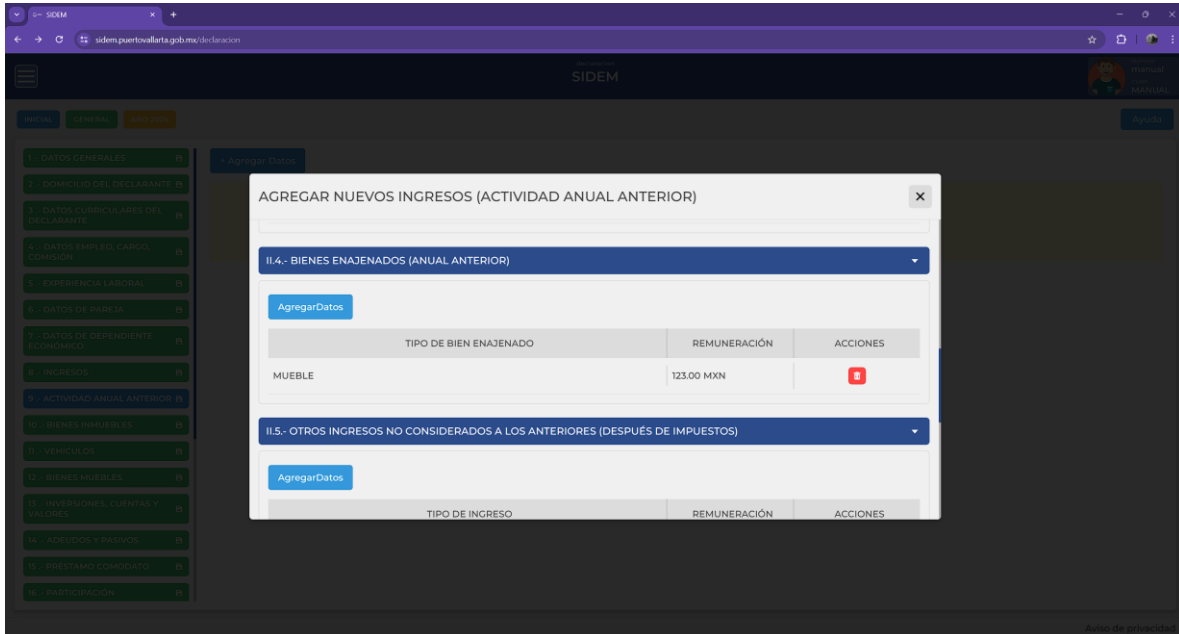 SIDEM
sidem.puertovallarta.gob.mx/declaracion
SIDEM
manual
MANUAL
INICIAL
GENERAL
Ayuda
1.- DATOS GENERALES
+ Agregar Datos
2.- DOMICILIO DEL DECLARANTE
3.- DATOS CURRICULARES DEL
DECLARANTE
4.- DATOS EMPLEO, CARGO,
COMISIÓN
5.- EXPERIENCIA LABORAL
6.- DATOS DE PAREJA
7.- DATOS DE DEPENDIENTE
ECONÓMICO
8.- INGRESOS
9.- ACTIVIDAD ANUAL ANTERIOR
10.- BIENES INMUEBLES
11.- VEHÍCULOS
12.- BIENES MUEBLES
13.- INVERSIONES, CUENTAS Y
VALORES
14.- ADEUDOS Y PASIVOS
15.- PRÉSTAMO COMODATO
16.- PARTICIPACIÓN
AGREGAR NUEVOS INGRESOS (ACTIVIDAD ANUAL ANTERIOR)
II.4.- BIENES ENAJENADOS (ANUAL ANTERIOR)
AgregarDatos
TIPO DE BIEN ENAJENADO REMUNERACIÓN ACCIONES
MUEBLE 123.00 MXN
II.5.- OTROS INGRESOS NO CONSIDERADOS A LOS ANTERIORES (DESPUÉS DE IMPUESTOS)
AgregarDatos
TIPO DE INGRESO REMUNERACIÓN ACCIONES
Aviso de privacidad